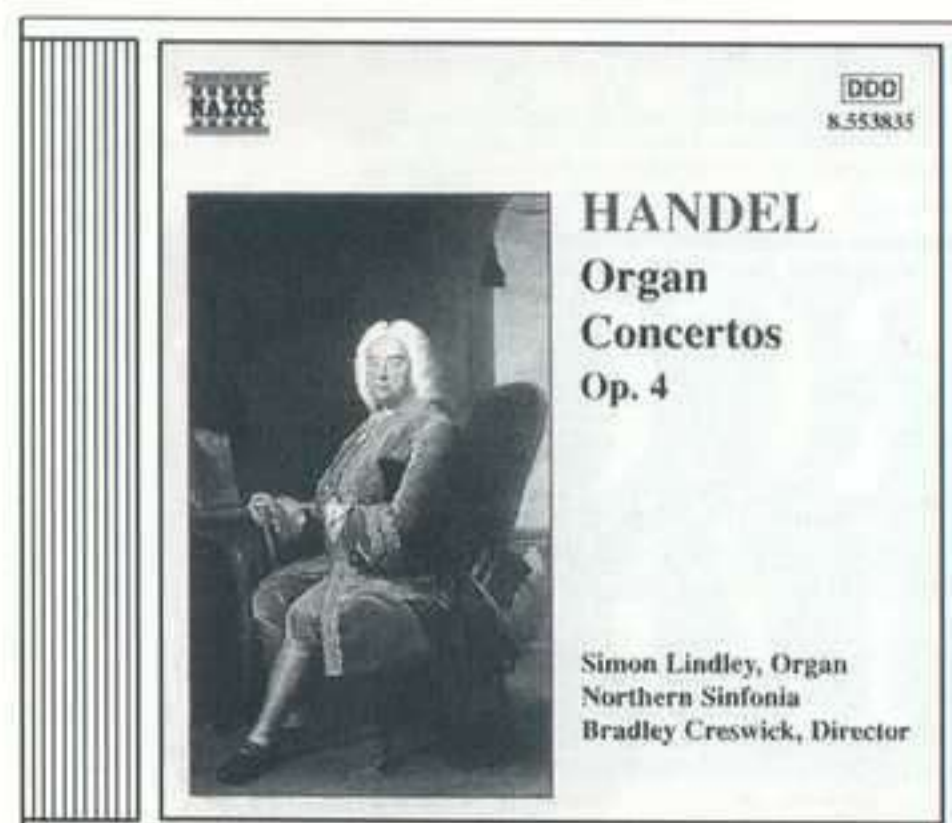 NAXOS
DDD
8.553835
HANDEL
Organ
Concertos
Op. 4
Simon Lindley, Organ
Northern Sinfonia
Bradley Creswick, Director